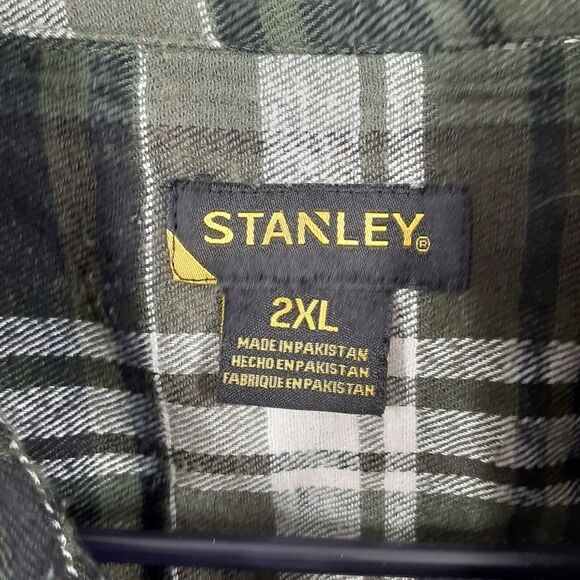 STANLEY®
2XL
MADE IN PAKISTAN
HECHO EN PAKISTAN
FABRIQUE EN PAKISTAN